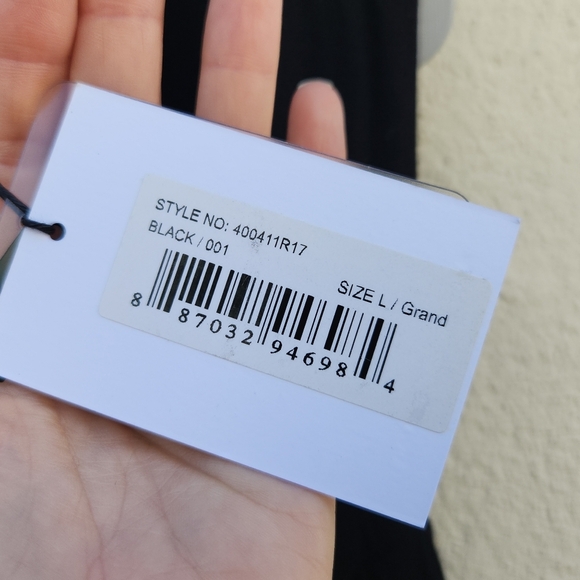 STYLE NO: 400411R17
BLACK / 001
SIZE L / Grand
8 87032 94698 4